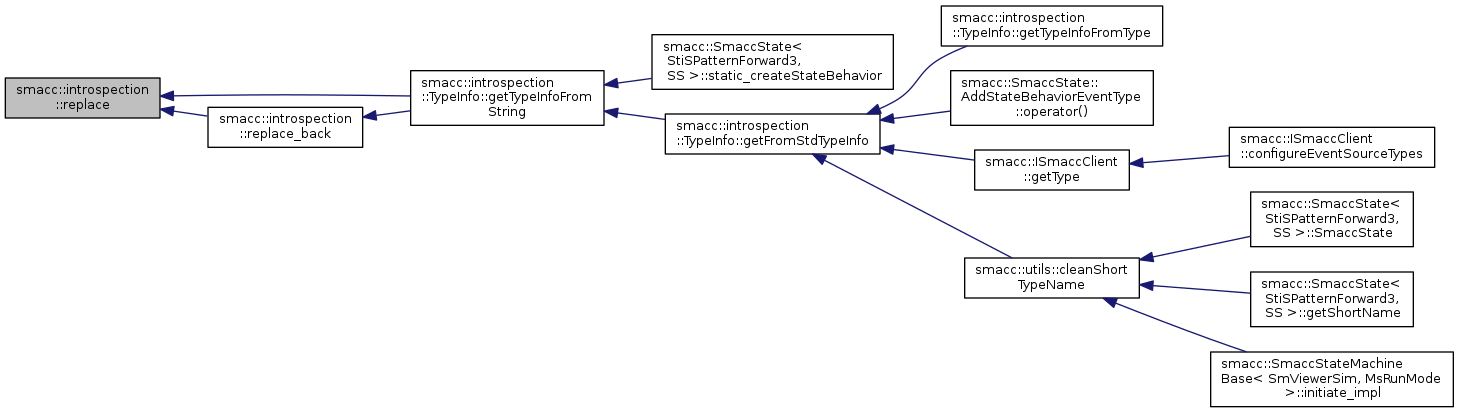 smacc::introspection
::replace
smacc::introspection
::replace_back
smacc::introspection
::TypeInfo::getTypeInfoFrom
String
smacc::SmaccState<
StiSPatternForward3,
SS >::static_createStateBehavior
smacc::introspection
::TypeInfo::getFromStdTypeInfo
smacc::introspection
::TypeInfo::getTypeInfoFromType
smacc::SmaccState::
AddStateBehaviorEventType
::operator()
smacc::ISmaccClient
::getType
smacc::ISmaccClient
::configureEventSourceTypes
smacc::utils::cleanShort
TypeName
smacc::SmaccState<
StiSPatternForward3,
SS >::SmaccState
smacc::SmaccState<
StiSPatternForward3,
SS >::getShortName
smacc::SmaccStateMachine
Base< SmViewerSim, MsRunMode
>::initiate_impl